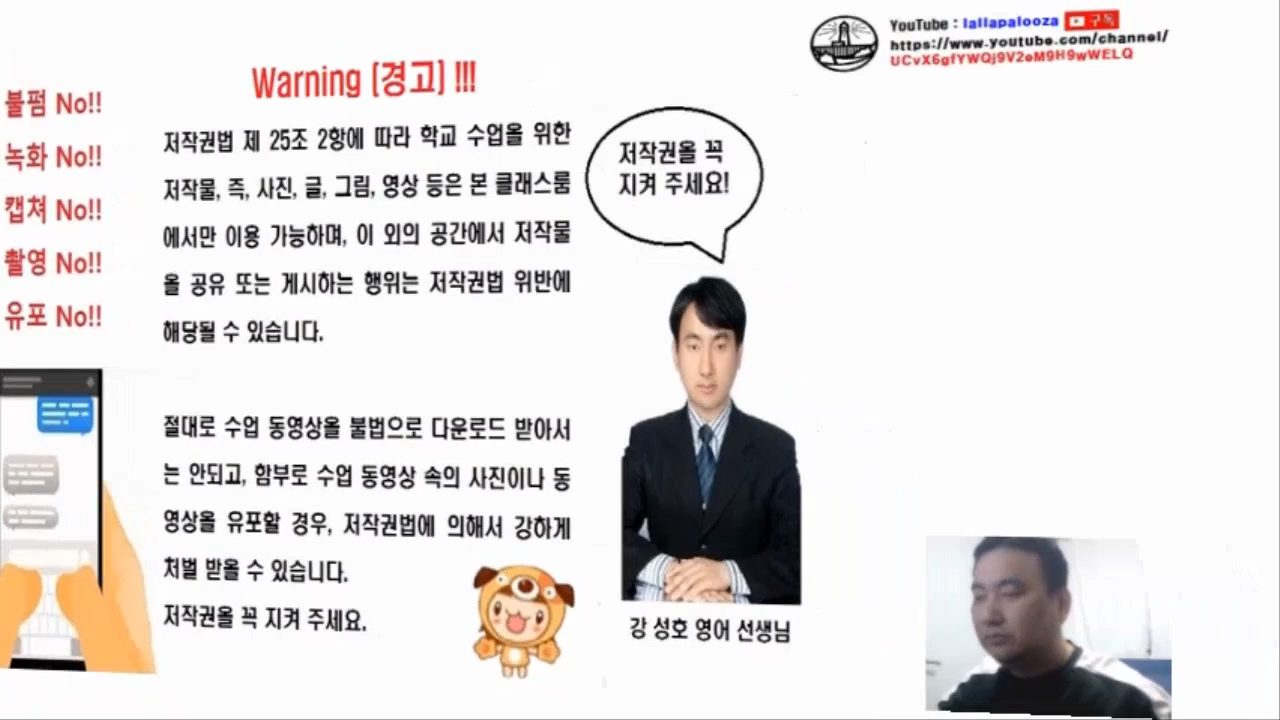 YouTube : lallapalooza 구독
https://www.youtube.com/channel/
UCvX6gfYWQj9V2eM9H9wWELQ
Warning (경고) !!!
불펌 No!!
녹화 No!!
캡쳐 No!!
촬영 No!!
유포 No!!
저작권법 제 25조 2항에 따라 학교 수업을 위한
저작물, 즉, 사진, 글, 그림, 영상 등은 본 클래스룸
에서만 이용 가능하며, 이 외의 공간에서 저작물
을 공유 또는 게시하는 행위는 저작권법 위반에
해당될 수 있습니다.
절대로 수업 동영상을 불법으로 다운로드 받아서
는 안되고, 함부로 수업 동영상 속의 사진이나 동
영상을 유포할 경우, 저작권법에 의해서 강하게
처벌 받을 수 있습니다.
저작권을 꼭 지켜 주세요.
저작권을 꼭
지켜 주세요!
강 성호 영어 선생님